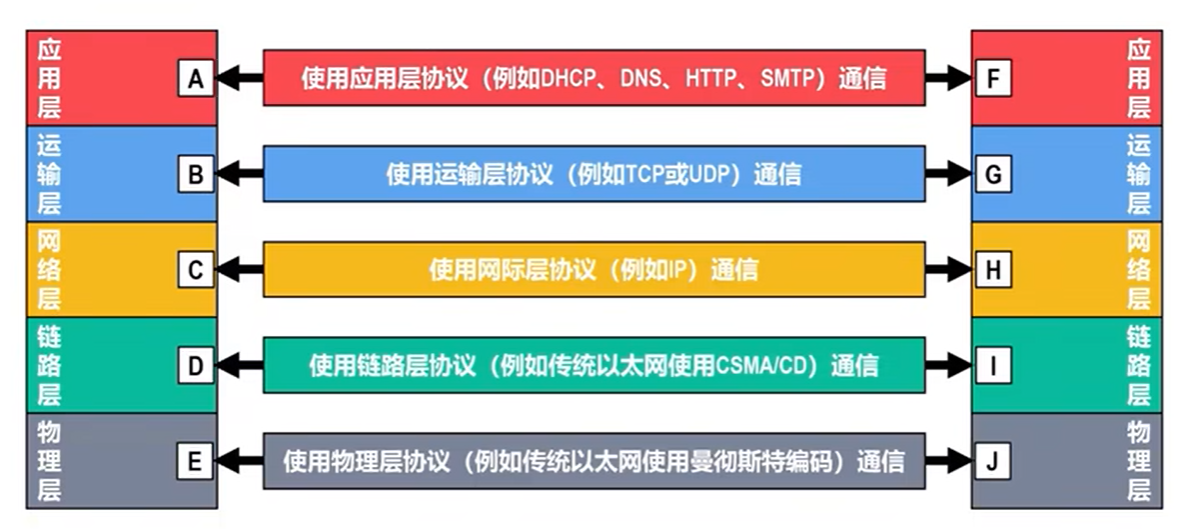 应用层
A
使用应用层协议（例如DHCP、DNS、HTTP、SMTP）通信
F
应用层
运输层
B
使用运输层协议（例如TCP或UDP）通信
G
运输层
网络层
C
使用网际层协议（例如IP）通信
H
网络层
链路层
D
使用链路层协议（例如传统以太网使用CSMA/CD）通信
I
链路层
物理层
E
使用物理层协议（例如传统以太网使用曼彻斯特编码）通信
J
物理层